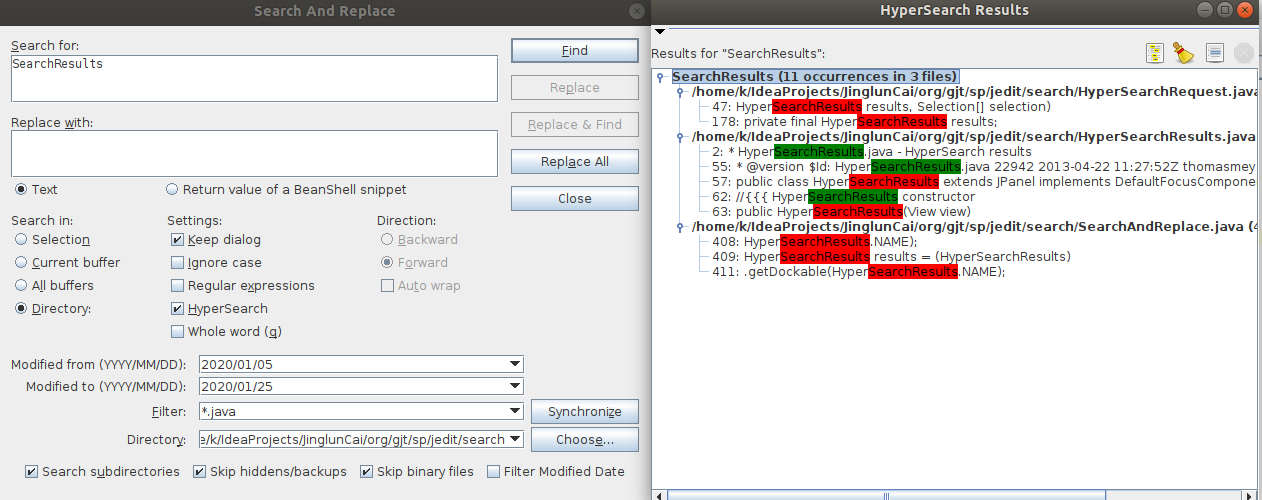 Search And Replace
Search for:
SearchResults
Find
Replace
Replace with:
Replace & Find
Replace All
Text
Return value of a BeanShell snippet
Close
Search in:
Settings:
Direction:
Selection
Keep dialog
Backward
Current buffer
Ignore case
Forward
All buffers
Regular expressions
Auto wrap
Directory:
HyperSearch
Whole word (q)
Modified from (YYYY/MM/DD):
2020/01/05
Modified to (YYYY/MM/DD):
2020/01/25
Filter:
*.java
Synchronize
Directory:
e/k/IdeaProjects/JinglunCai/org/gjt/sp/jedit/search
Choose...
Search subdirectories
Skip hiddens/backups
Skip binary files
Filter Modified Date
HyperSearch Results
Results for "SearchResults":
SearchResults (11 occurrences in 3 files)
/home/k/IdeaProjects/JinglunCai/org/gjt/sp/jedit/search/HyperSearchRequest.java
47: HyperSearchResults results, Selection[] selection)
178: private final HyperSearchResults results;
/home/k/IdeaProjects/JinglunCai/org/gjt/sp/jedit/search/HyperSearchResults.java
2: * HyperSearchResults.java - HyperSearch results
55: * @version $Id: HyperSearchResults.java 22942 2013-04-22 11:27:52Z thomasmey
57: public class HyperSearchResults extends JPanel implements DefaultFocusCompone
62: //{{{ HyperSearchResults constructor
63: public HyperSearchResults(View view)
/home/k/IdeaProjects/JinglunCai/org/gjt/sp/jedit/search/SearchAndReplace.java (4
408: HyperSearchResults.NAME);
409: HyperSearchResults results = (HyperSearchResults)
411: .getDockable(HyperSearchResults.NAME);